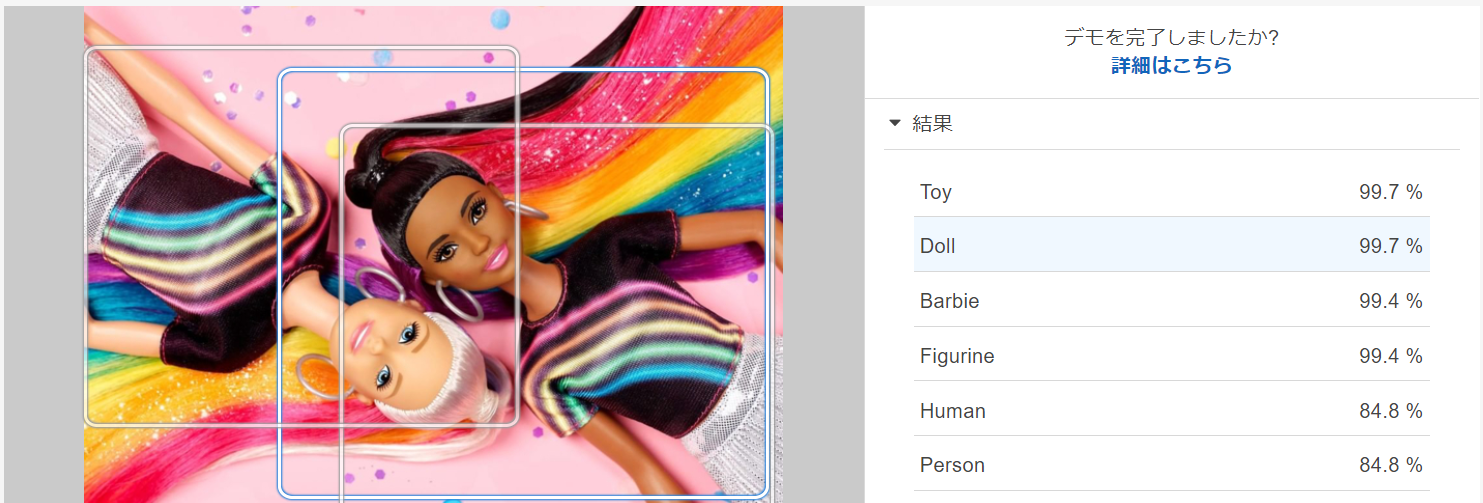 デモを完了しましたか?
詳細はこちら
結果
Toy 99.7 %
Doll 99.7 %
Barbie 99.4 %
Figurine 99.4 %
Human 84.8 %
Person 84.8 %